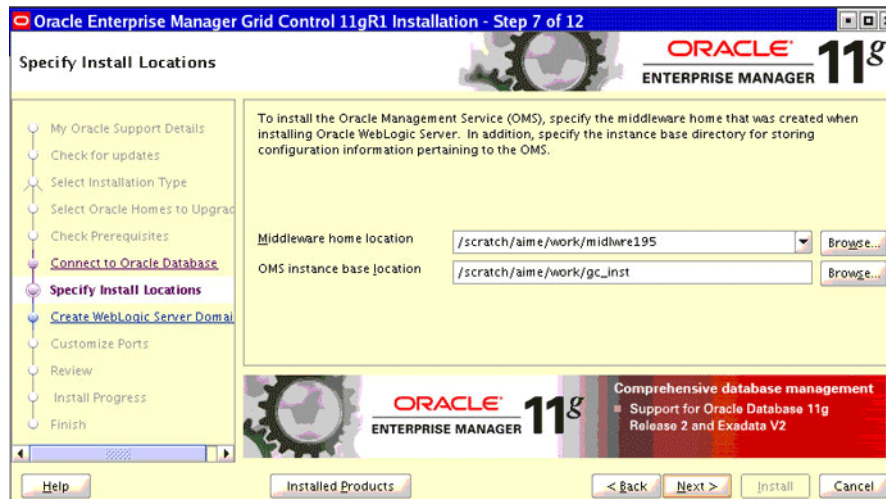 Oracle Enterprise Manager Grid Control 11gR1 Installation - Step 7 of 12
Specify Install Locations
ORACLE
ENTERPRISE MANAGER 11g
My Oracle Support Details
Check for updates
Select Installation Type
Select Oracle Homes to Upgrad
Check Prerequisites
Connect to Oracle Database
Specify Install Locations
Create WebLogic Server Domai
Customize Ports
Review
Install Progress
Finish
To install the Oracle Management Service (OMS), specify the middleware home that was created when
installing Oracle WebLogic Server. In addition, specify the instance base directory for storing
configuration information pertaining to the OMS.
Middleware home location
/scratch/aime/work/midlwre195
Browse...
OMS instance base location
/scratch/aime/work/gc_inst
Browse...
ORACLE
ENTERPRISE MANAGER 11g
Comprehensive database management
Support for Oracle Database 11g
Release 2 and Exadata V2
Help
Installed Products
< Back
Next >
Install
Cancel